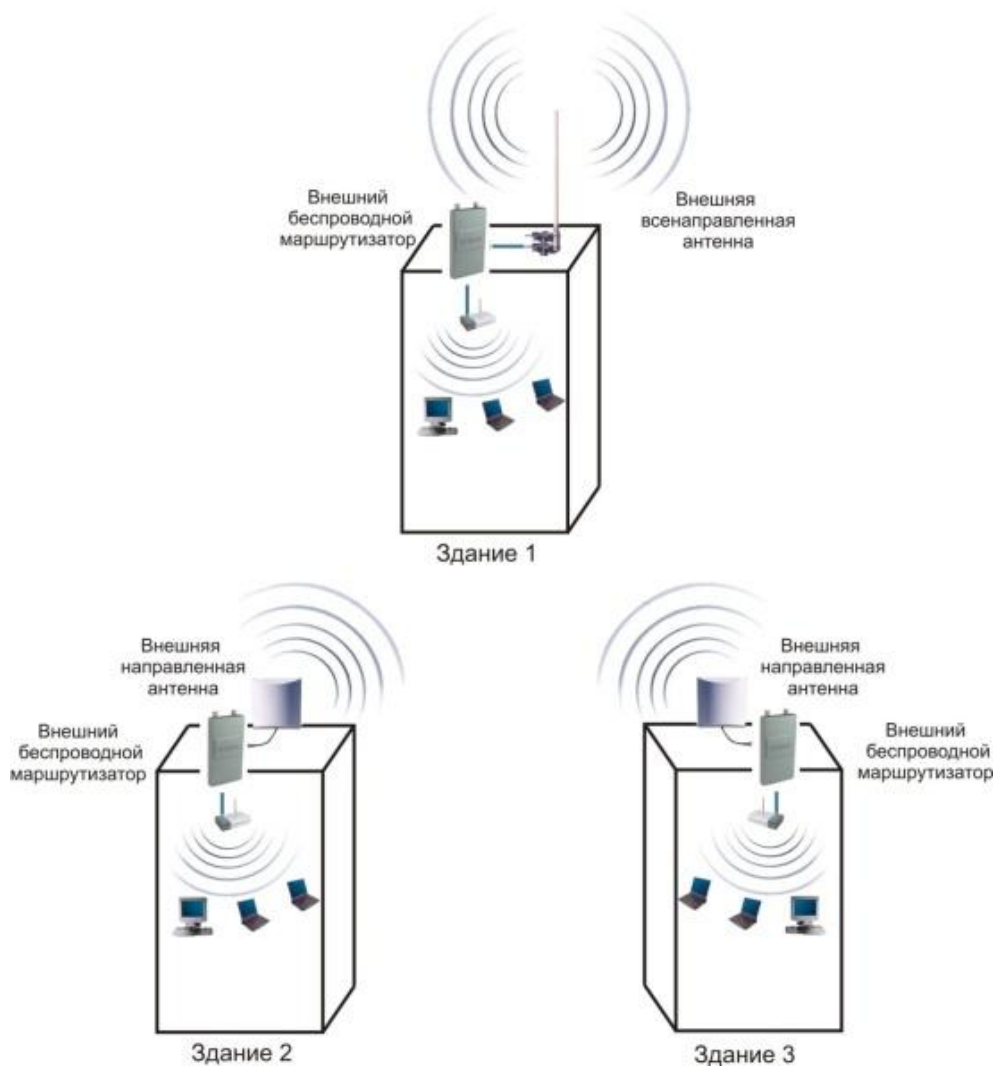 Внешний
беспроводной
маршрутизатор
Внешняя
всенаправленная
антенна
Здание 1
Внешняя
направленная
антенна
Внешний
беспроводной
маршрутизатор
Здание 2
Внешняя
направленная
антенна
Внешний
беспроводной
маршрутизатор
Здание 3